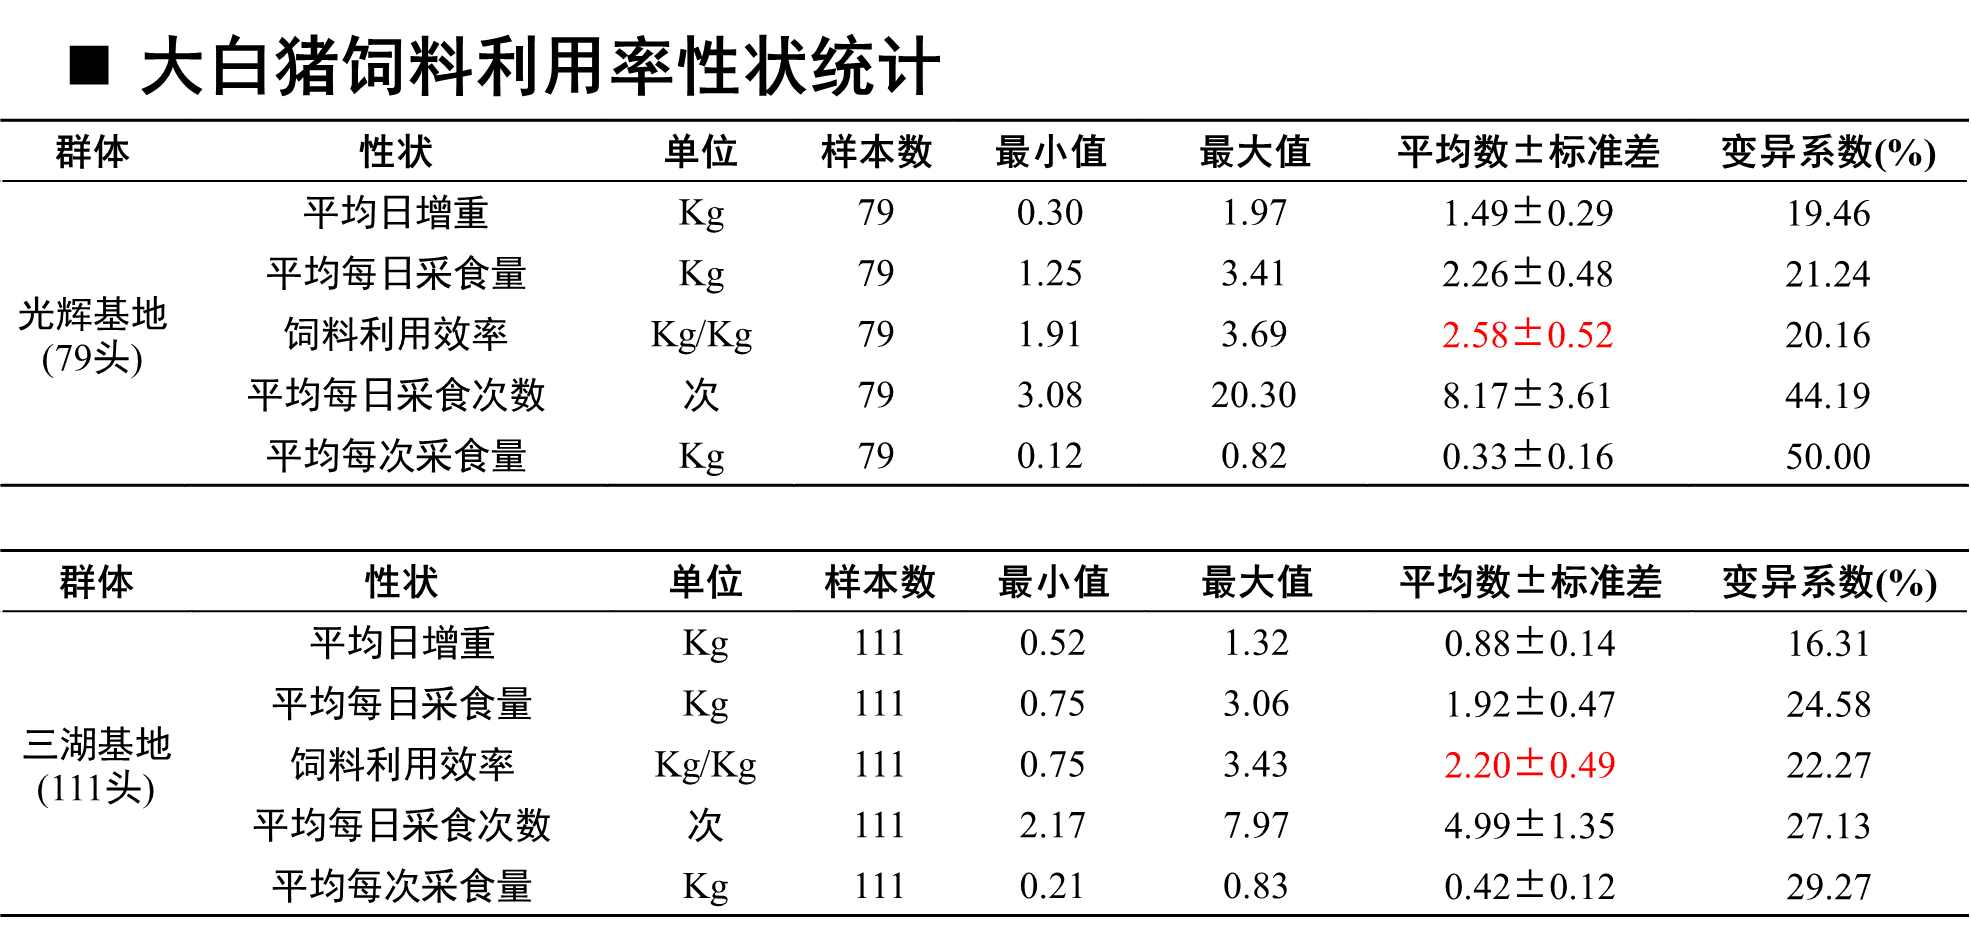 ■ 大白猪饲料利用率性状统计
群体 性状 单位 样本数 最小值 最大值 平均数±标准差 变异系数(%)
光辉基地
(79头)
平均日增重 Kg 79 0.30 1.97 1.49±0.29 19.46
平均每日采食量 Kg 79 1.25 3.41 2.26±0.48 21.24
饲料利用效率 Kg/Kg 79 1.91 3.69 2.58±0.52 20.16
平均每日采食次数 次 79 3.08 20.30 8.17±3.61 44.19
平均每次采食量 Kg 79 0.12 0.82 0.33±0.16 50.00
群体 性状 单位 样本数 最小值 最大值 平均数±标准差 变异系数(%)
三湖基地
(111头)
平均日增重 Kg 111 0.52 1.32 0.88±0.14 16.31
平均每日采食量 Kg 111 0.75 3.06 1.92±0.47 24.58
饲料利用效率 Kg/Kg 111 0.75 3.43 2.20±0.49 22.27
平均每日采食次数 次 111 2.17 7.97 4.99±1.35 27.13
平均每次采食量 Kg 111 0.21 0.83 0.42±0.12 29.27